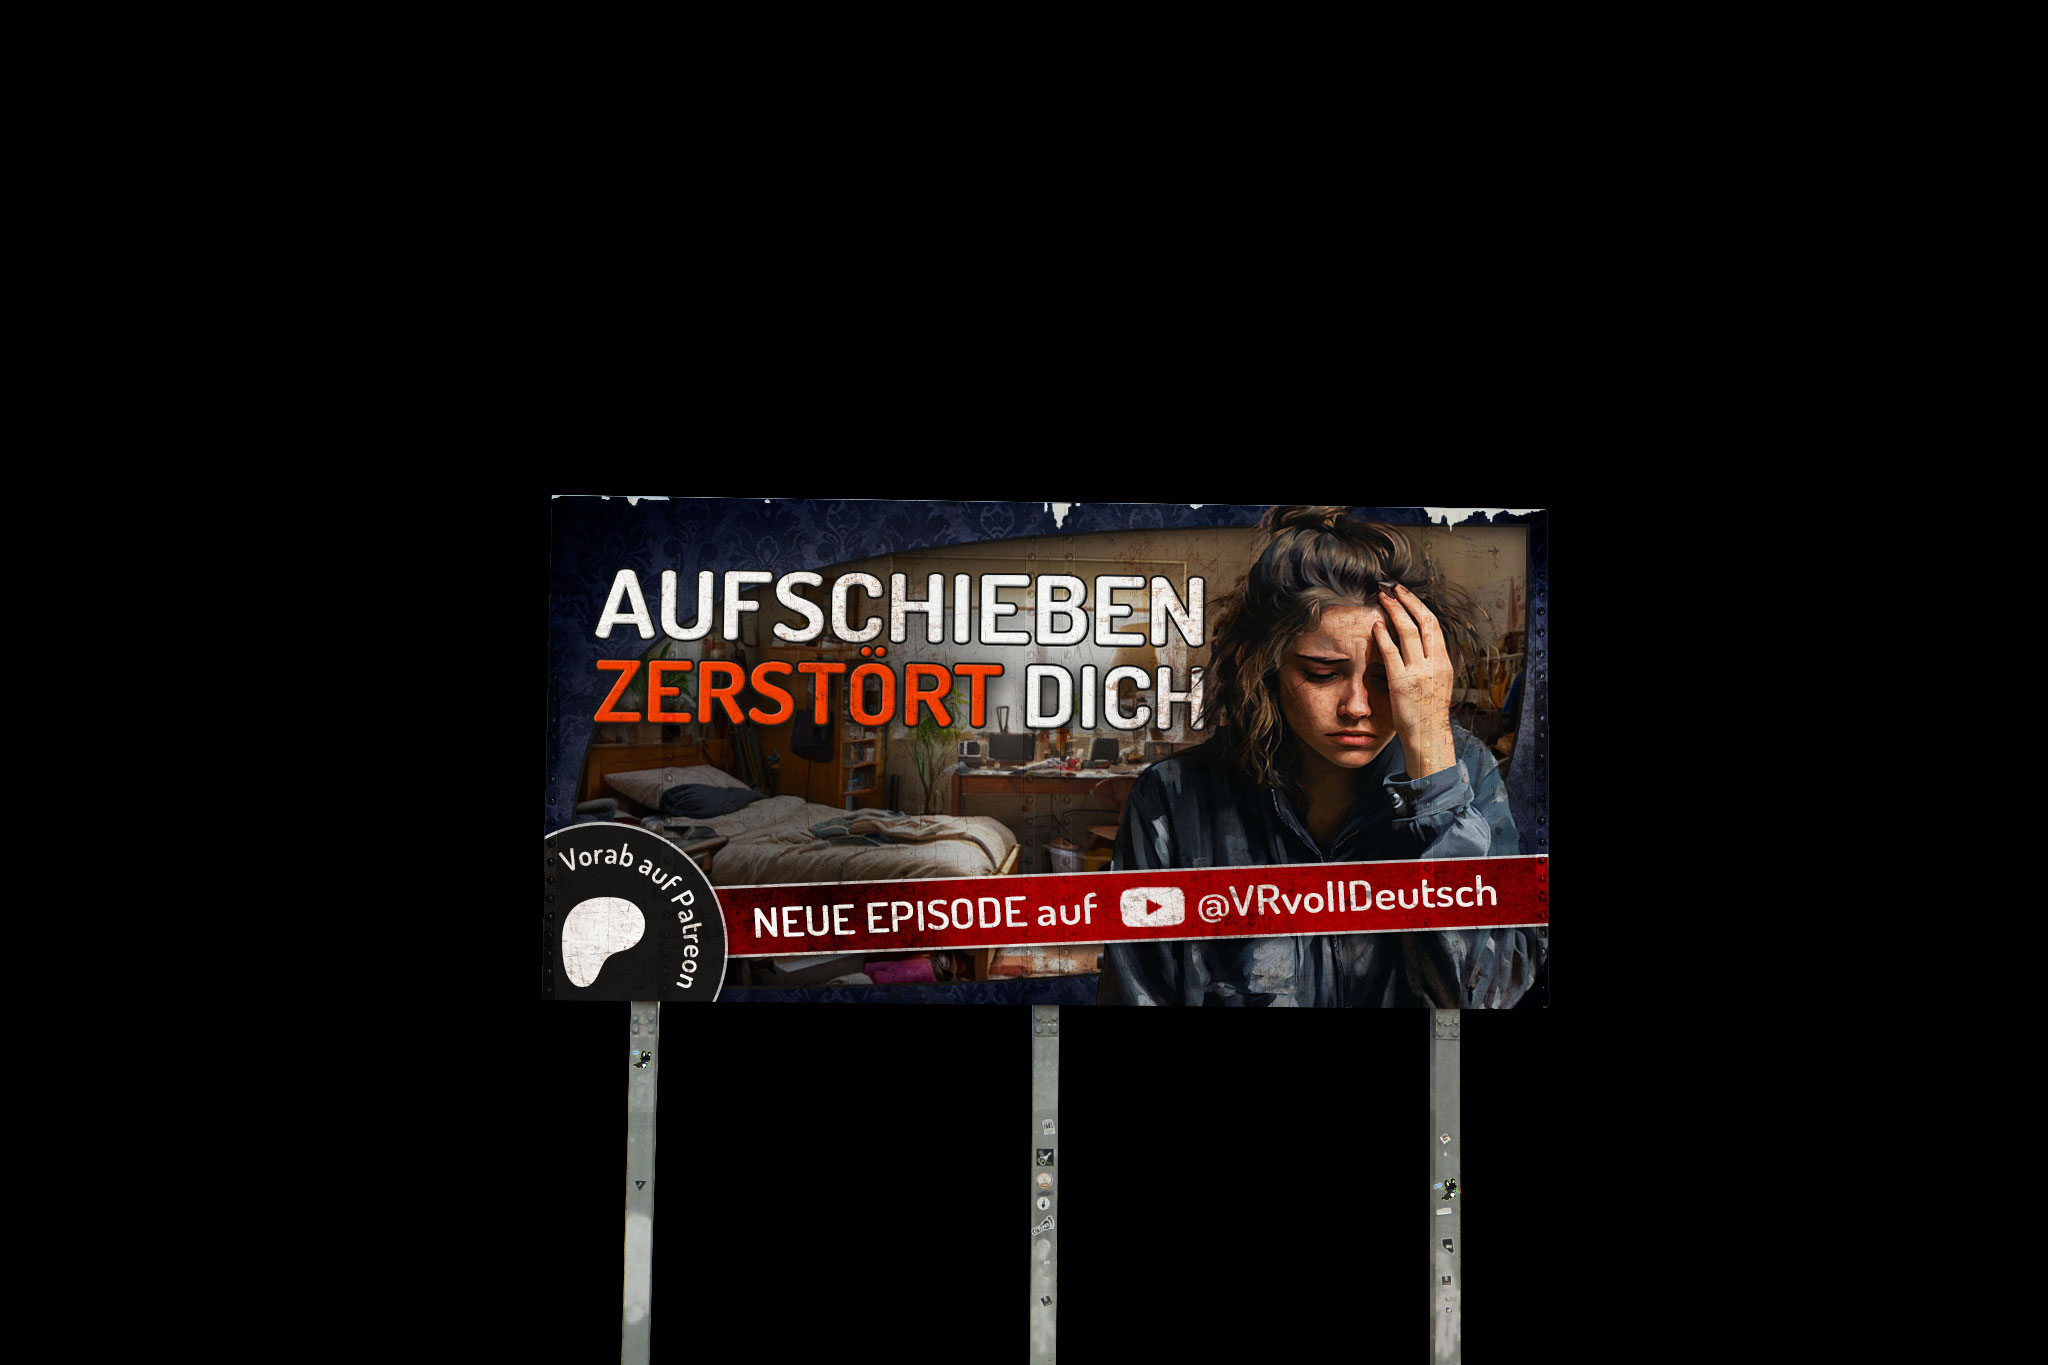 AUFSCHIEBEN
ZERSTÖRT DICH
Vorab auf Patreon
NEUE EPISODE auf @VRvollDeutsch